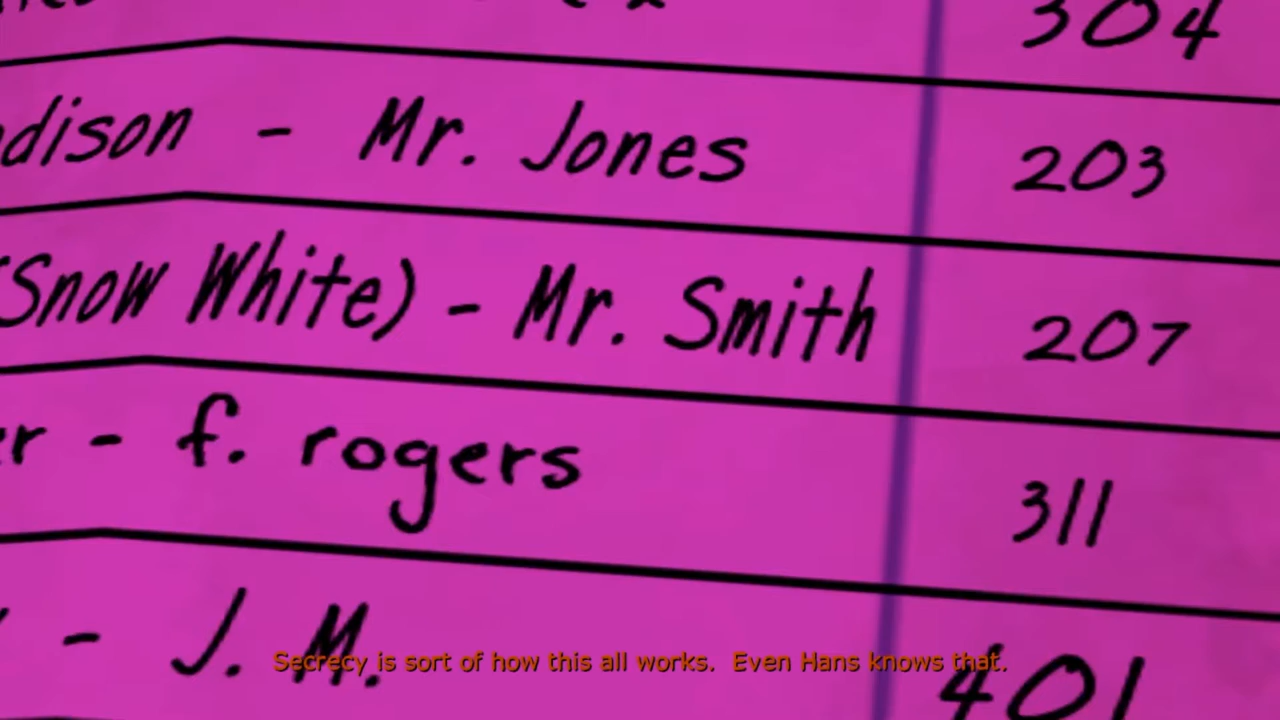 304
dison - Mr. Jones 203
(Snow White) - Mr. Smith 207
r - f. rogers 311
- J. M. 401
Secrecy is sort of how this all works. Even Hans knows that.